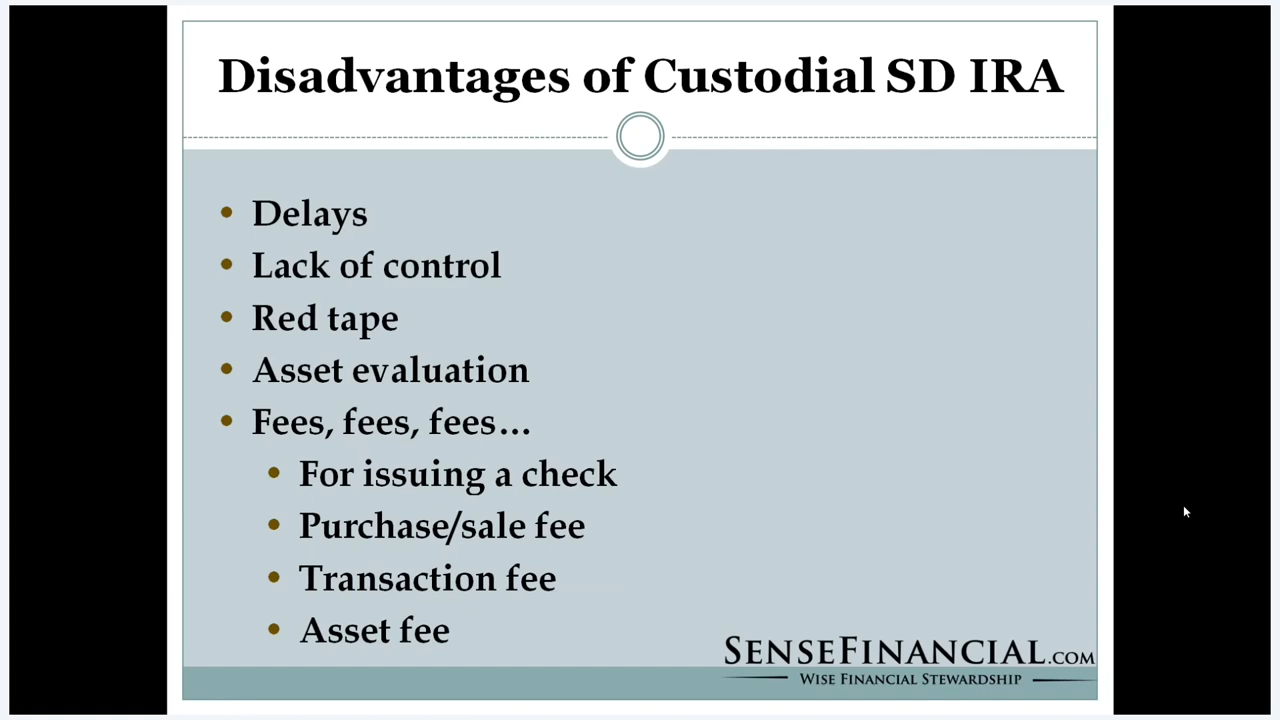 Disadvantages of Custodial SD IRA
• Delays
• Lack of control
• Red tape
• Asset evaluation
• Fees, fees, fees...
• For issuing a check
• Purchase/sale fee
• Transaction fee
• Asset fee
SENSEFINANCIAL.COM
WISE FINANCIAL STEWARDSHIP